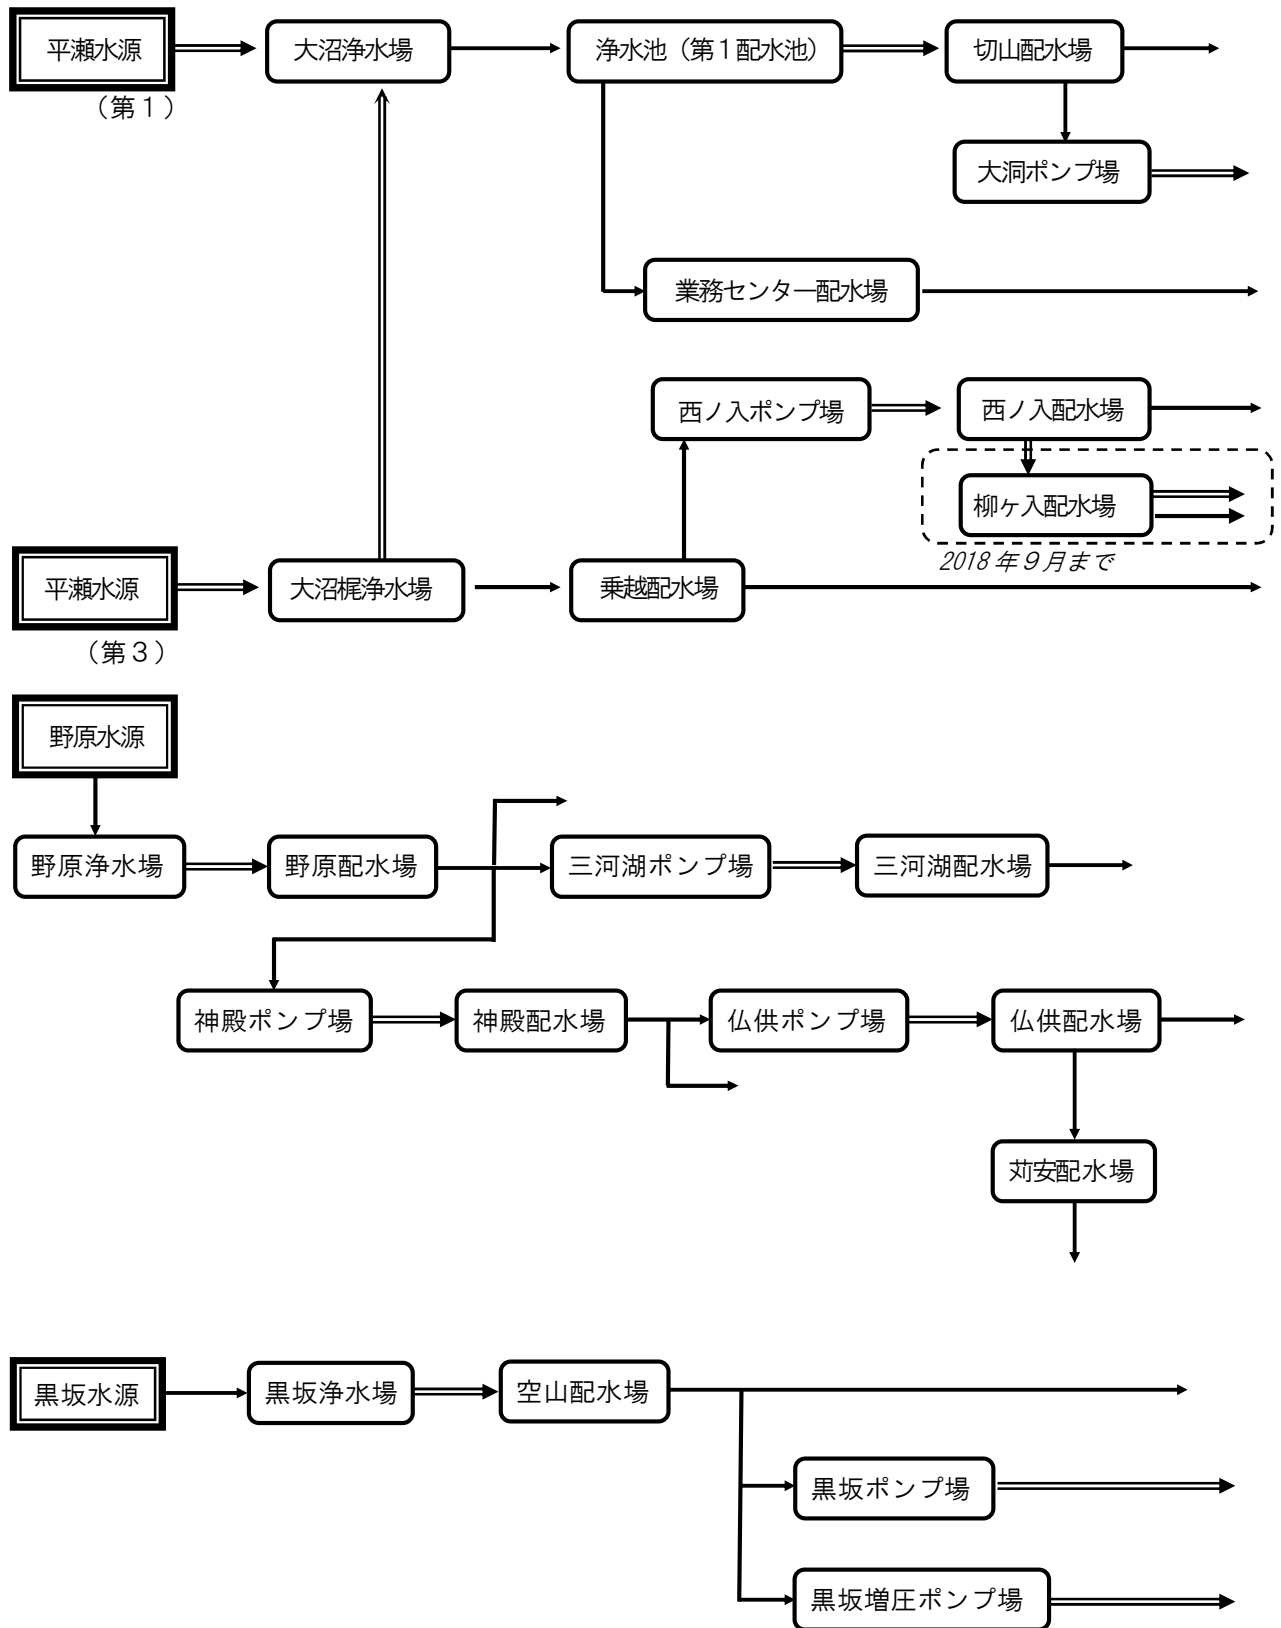 平瀬水源
（第１）
大沼浄水場
浄水池（第１配水池）
切山配水場
大洞ポンプ場
業務センター配水場
西ノ入ポンプ場
西ノ入配水場
柳ヶ入配水場
2018年９月まで
平瀬水源
（第３）
大沼梶浄水場
乗越配水場
野原水源
野原浄水場
野原配水場
三河湖ポンプ場
三河湖配水場
神殿ポンプ場
神殿配水場
仏供ポンプ場
仏供配水場
苅安配水場
黒坂水源
黒坂浄水場
空山配水場
黒坂ポンプ場
黒坂増圧ポンプ場